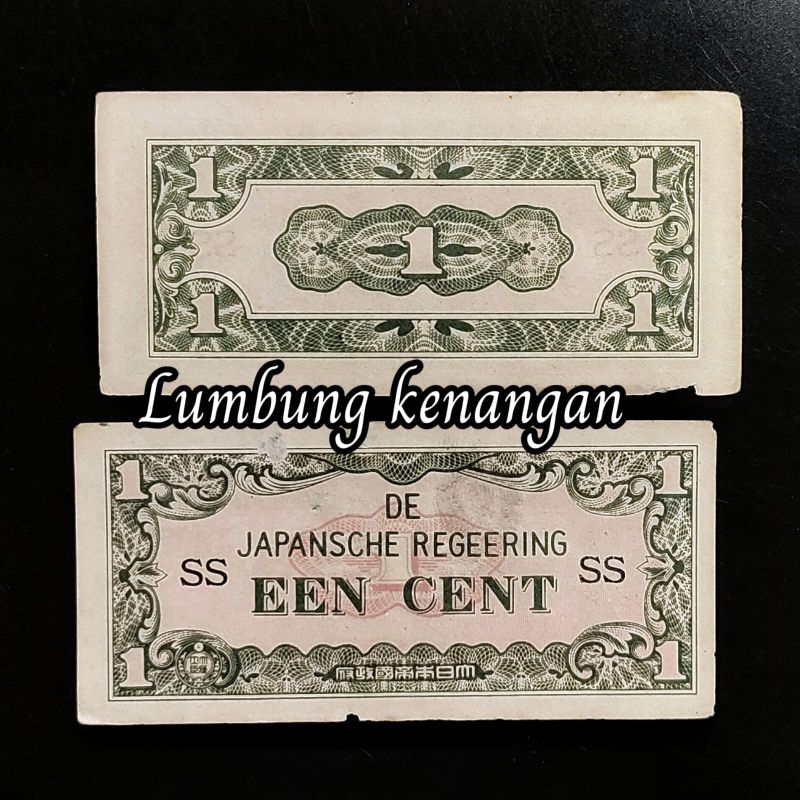 1 1
1
1 1
Lumbung kenangan
1 1
DE
JAPANSCHE REGEERING
SS EEN CENT SS
1 1
府政國帝本日大